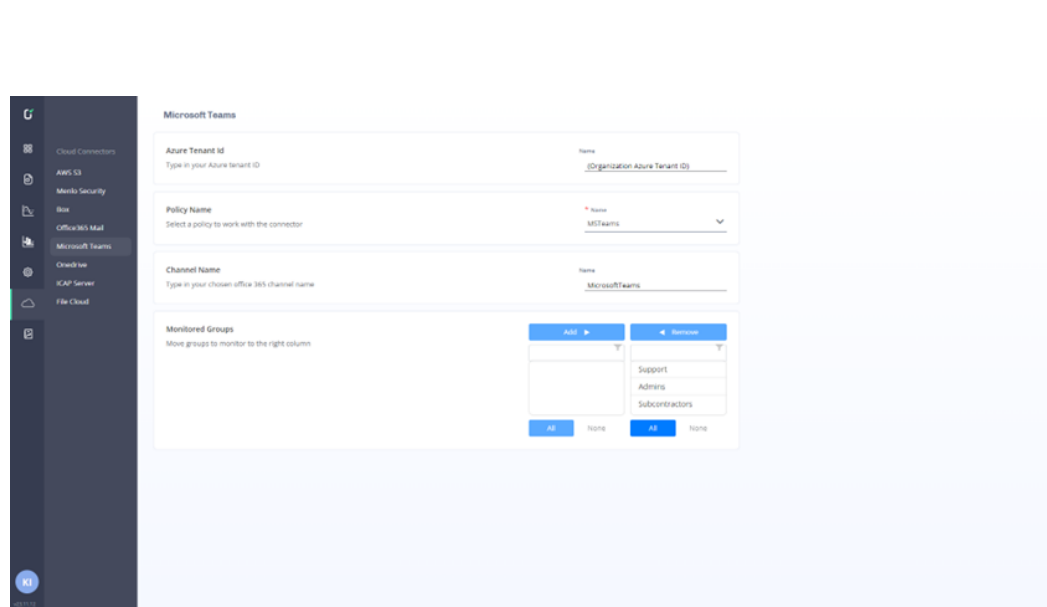 Microsoft Teams
Cloud Connectors
AWS S3
Menlo Security
Box
Office365 Mail
Microsoft Teams
Onedrive
ICAP Server
File Cloud
KI
Azure Tenant Id
Type in your Azure tenant ID
Name
(Organization Azure Tenant ID)
Policy Name
Select a policy to work with the connector
* Name
MSTeams
Channel Name
Type in your chosen office 365 channel name
Name
MicrosoftTeams
Monitored Groups
Move groups to monitor to the right column
Add
Remove
Support
Admins
Subcontractors
All None
All None